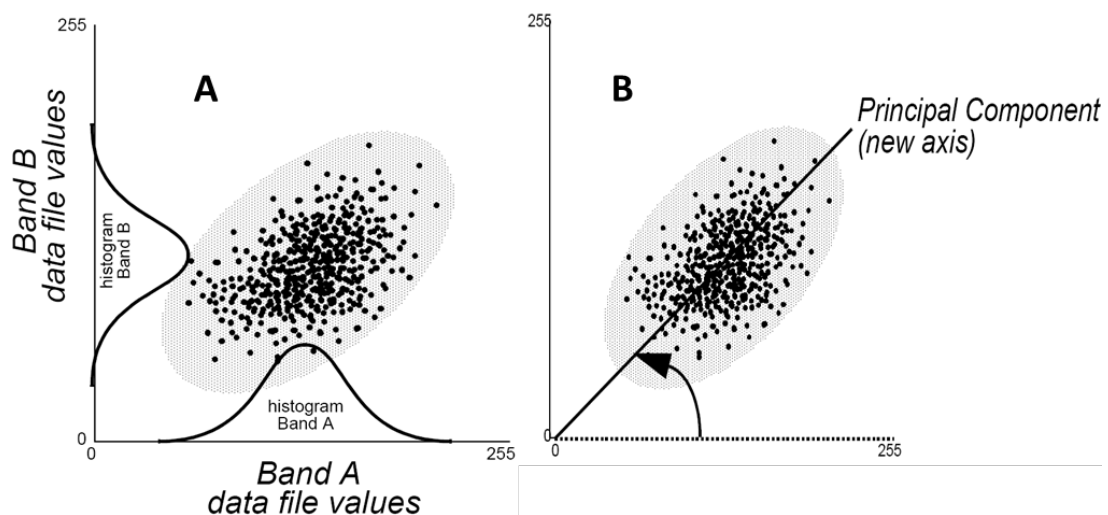 255
A
Band B
data file values
histogram
Band B
histogram
Band A
0
0
255
Band A
data file values
255
B
Principal Component
(new axis)
0
0
255